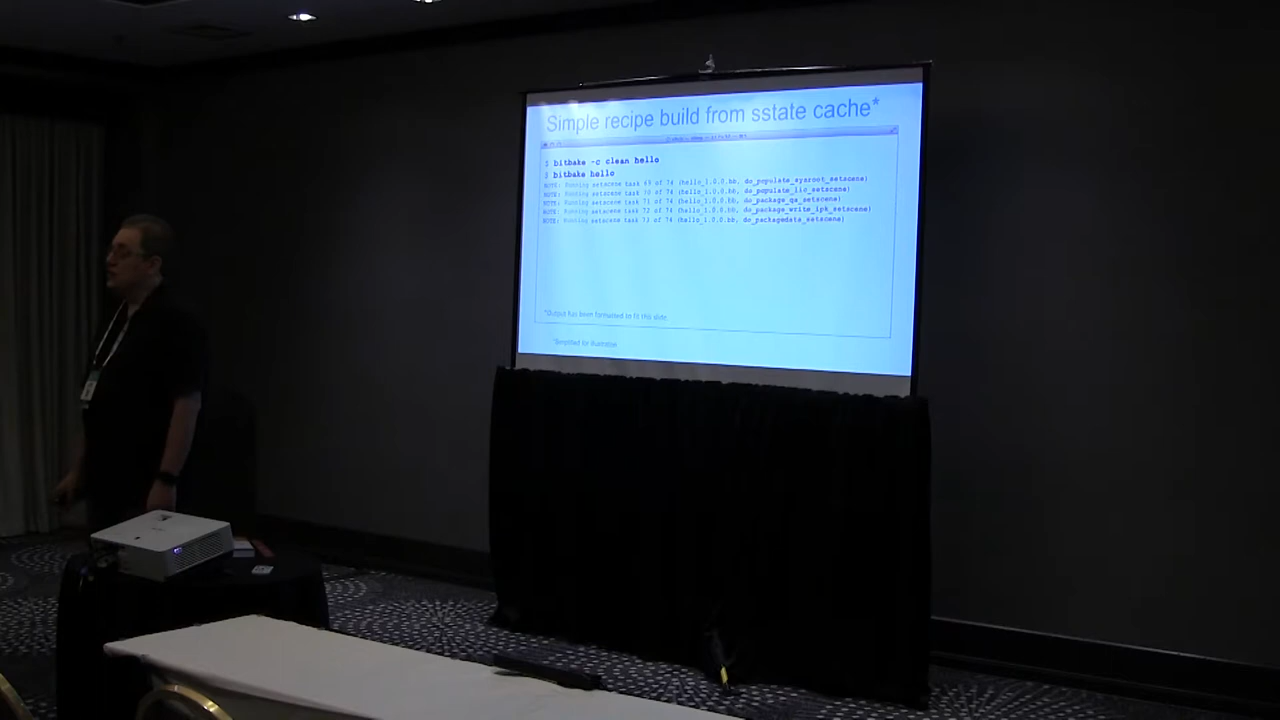 Simple recipe build from sstate cache*
$ bitbake -c clean hello
$ bitbake hello
NOTE: Running setscene task 69 of 74 (hello_1.0.0.bb, do_populate_sysroot_setscene)
NOTE: Running setscene task 70 of 74 (hello_1.0.0.bb, do_populate_lic_setscene)
NOTE: Running setscene task 71 of 74 (hello_1.0.0.bb, do_package_qa_setscene)
NOTE: Running setscene task 72 of 74 (hello_1.0.0.bb, do_package_write_ipk_setscene)
NOTE: Running setscene task 73 of 74 (hello_1.0.0.bb, do_packagedata_setscene)
*Output has been formatted to fit this slide.
*Simplified for illustration